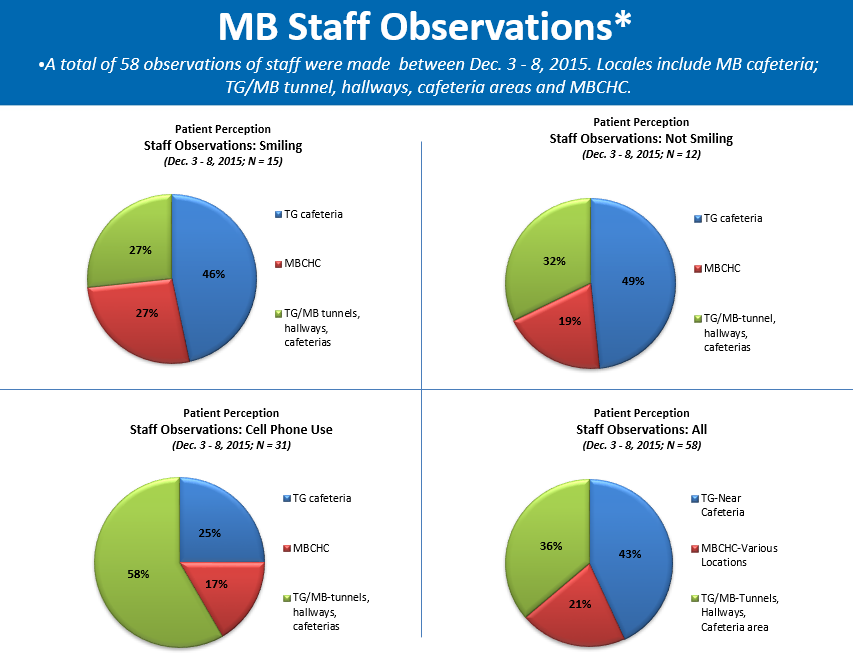 MB Staff Observations*
•A total of 58 observations of staff were made between Dec. 3 - 8, 2015. Locales include MB cafeteria;
TG/MB tunnel, hallways, cafeteria areas and MBCHC.
Patient Perception
Staff Observations: Smiling
(Dec. 3 - 8, 2015; N = 15)
27%
46%
27%
TG cafeteria
MBCHC
TG/MB tunnels,
hallways,
cafeterias
Patient Perception
Staff Observations: Not Smiling
(Dec. 3 - 8, 2015; N = 12)
32%
49%
19%
TG cafeteria
MBCHC
TG/MB-tunnel,
hallways,
cafeterias
Patient Perception
Staff Observations: Cell Phone Use
(Dec. 3 - 8, 2015; N = 31)
25%
58%
17%
TG cafeteria
MBCHC
TG/MB-tunnels,
hallways,
cafeterias
Patient Perception
Staff Observations: All
(Dec. 3 - 8, 2015; N = 58)
36%
43%
21%
TG-Near
Cafeteria
MBCHC-Various
Locations
TG/MB-Tunnels,
Hallways,
Cafeteria area